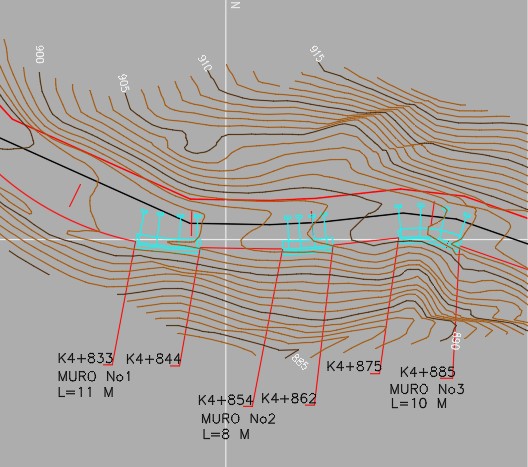 N
900
905
910
915
K4+833 K4+844
MURO No1
L=11 M
K4+854 K4+862
MURO No2
L=8 M
885
K4+875
K4+885
MURO No3
L=10 M
890